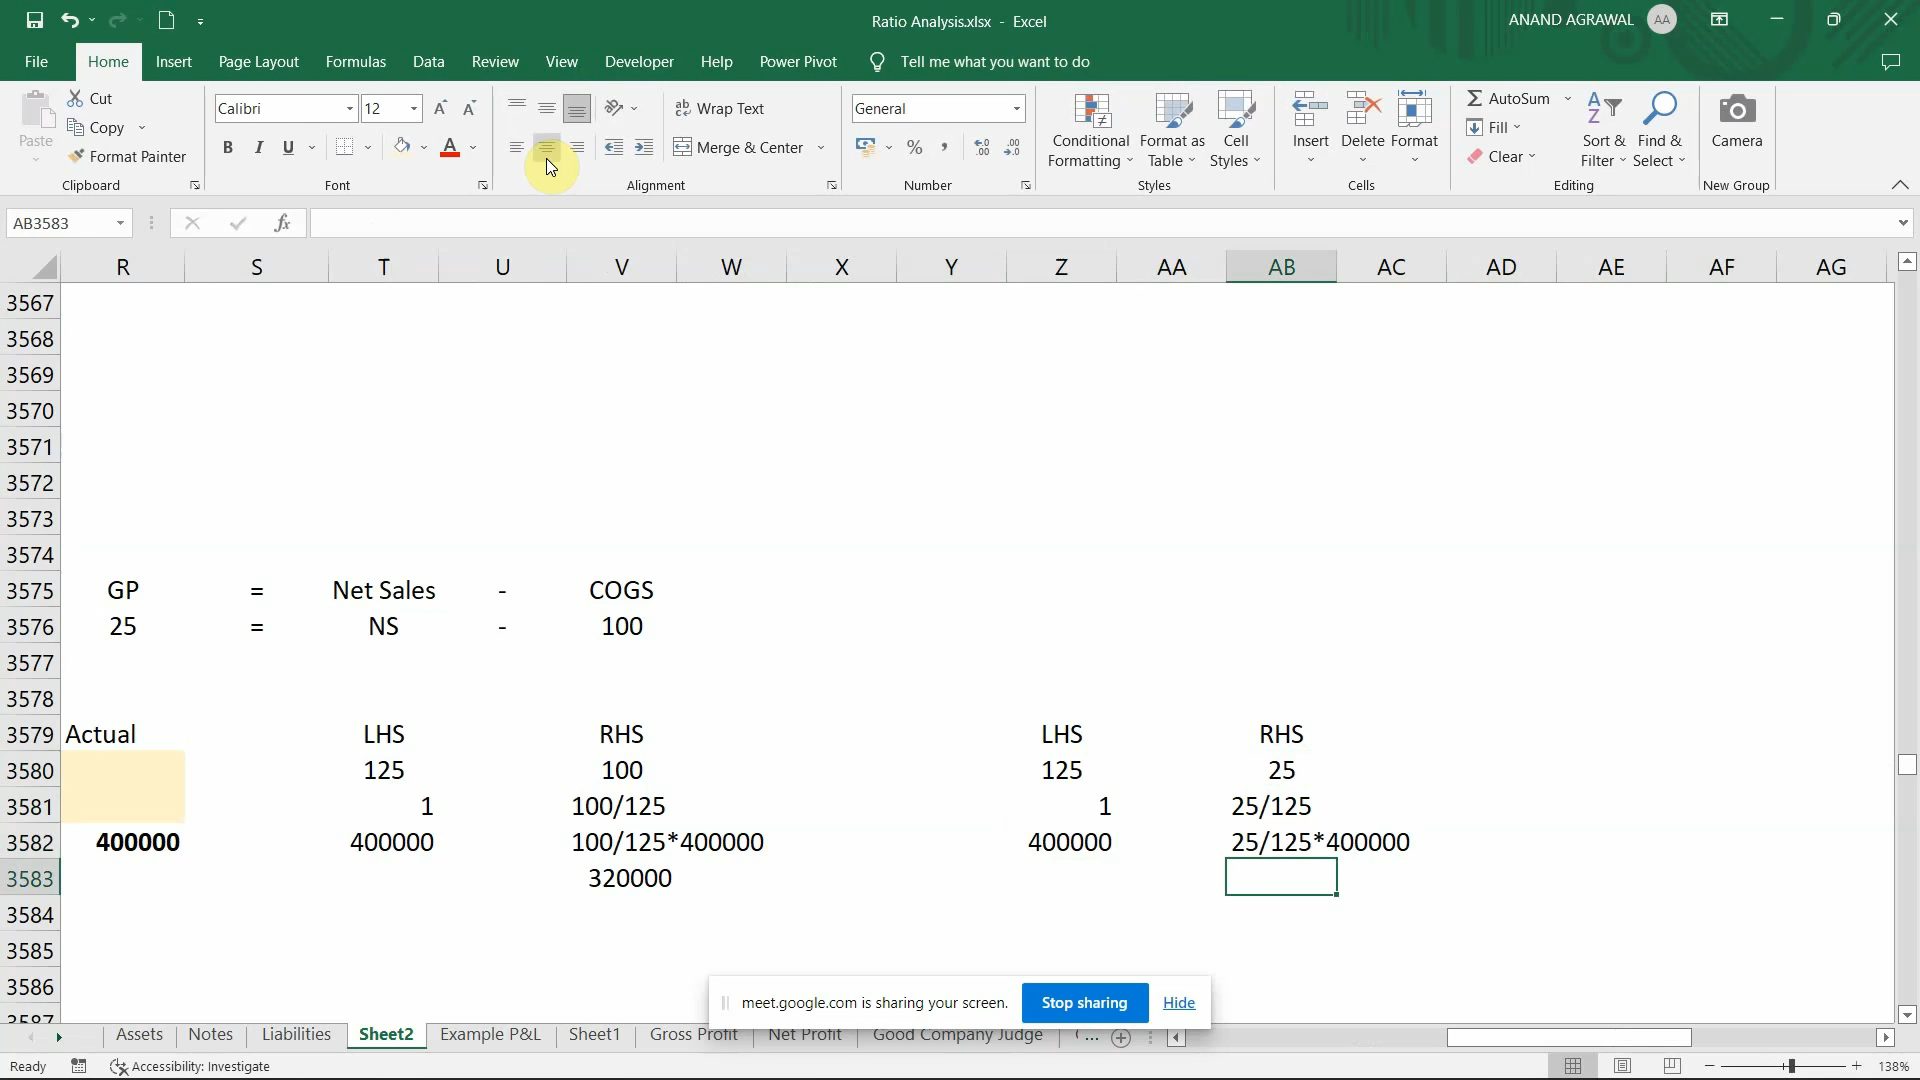 Ratio Analysis.xlsx - Excel
ANAND AGRAWAL AA
File Home Insert Page Layout Formulas Data Review View Developer Help Power Pivot Tell me what you want to do
Paste
Cut
Copy
Format Painter
Clipboard
Calibri 12
B I U
Font
Wrap Text
Merge & Center
Alignment
General
Number
Conditional Formatting
Format as Table
Cell Styles
Styles
Insert Delete Format
Cells
AutoSum
Fill
Clear
Sort & Filter
Find & Select
Editing
Camera
New Group
AB3583 fx
R S T U V W X Y Z AA AB AC AD AE AF AG
3567
3568
3569
3570
3571
3572
3573
3574
3575 GP = Net Sales - COGS
3576 25 = NS - 100
3577
3578
3579 Actual LHS RHS LHS RHS
3580 125 100 125 25
3581 1 100/125 1 25/125
3582 400000 400000 100/125*400000 400000 25/125*400000
3583 320000
3584
3585
3586
3587
meet.google.com is sharing your screen. Stop sharing Hide
Assets Notes Liabilities Sheet2 Example P&L Sheet1 Gross Profit Net Profit Good Company Judge ...
Ready Accessibility: Investigate 138%